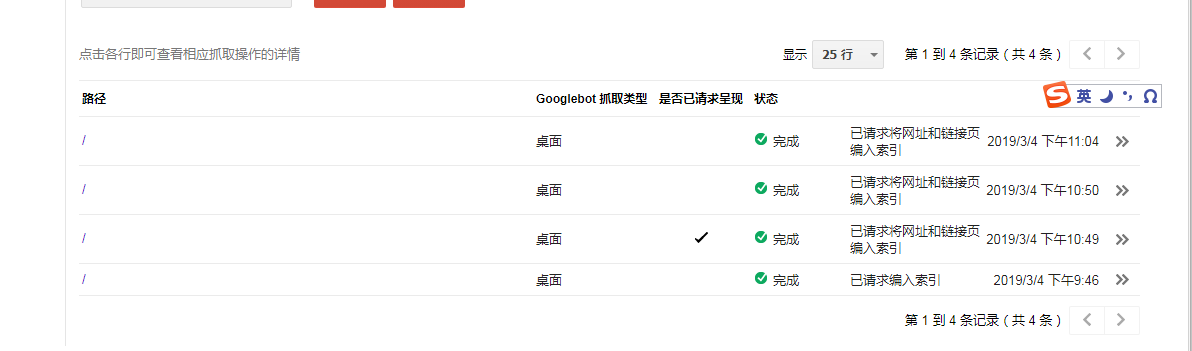 点击各行即可查看相应抓取操作的详情
显示 25 行 第 1 到 4 条记录 ( 共 4 条 )
路径 Googlebot 抓取类型 是否已请求呈现 状态
英
/ 桌面 完成 已请求将网址和链接页编入索引 2019/3/4 下午11:04
/ 桌面 完成 已请求将网址和链接页编入索引 2019/3/4 下午10:50
/ 桌面 完成 已请求将网址和链接页编入索引 2019/3/4 下午10:49
/ 桌面 完成 已请求编入索引 2019/3/4 下午9:46
第 1 到 4 条记录 ( 共 4 条 )